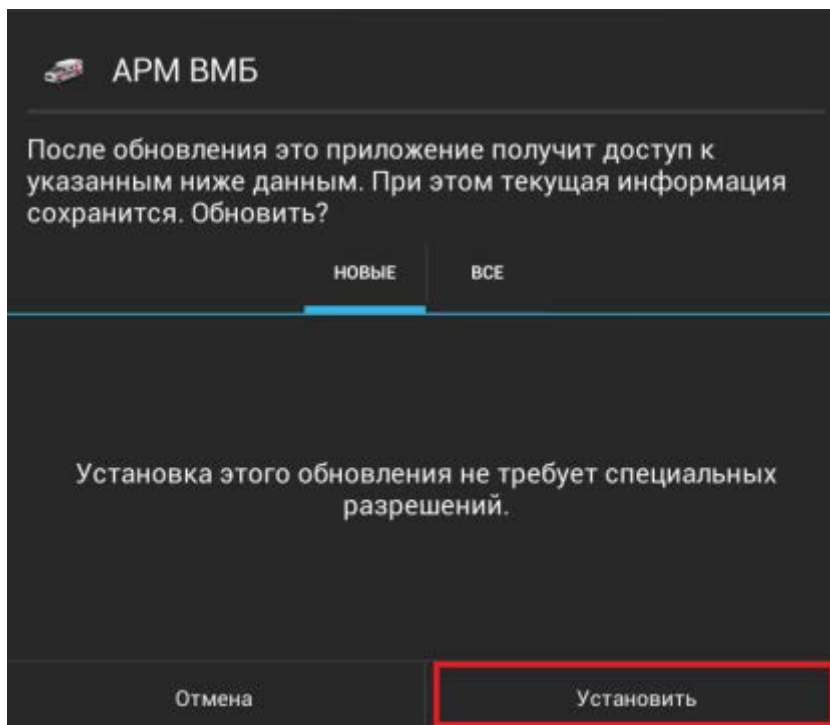 АРМ ВМБ
После обновления это приложение получит доступ к
указанным ниже данным. При этом текущая информация
сохранится. Обновить?
НОВЫЕ
ВСЕ
Установка этого обновления не требует специальных
разрешений.
Отмена
Установить